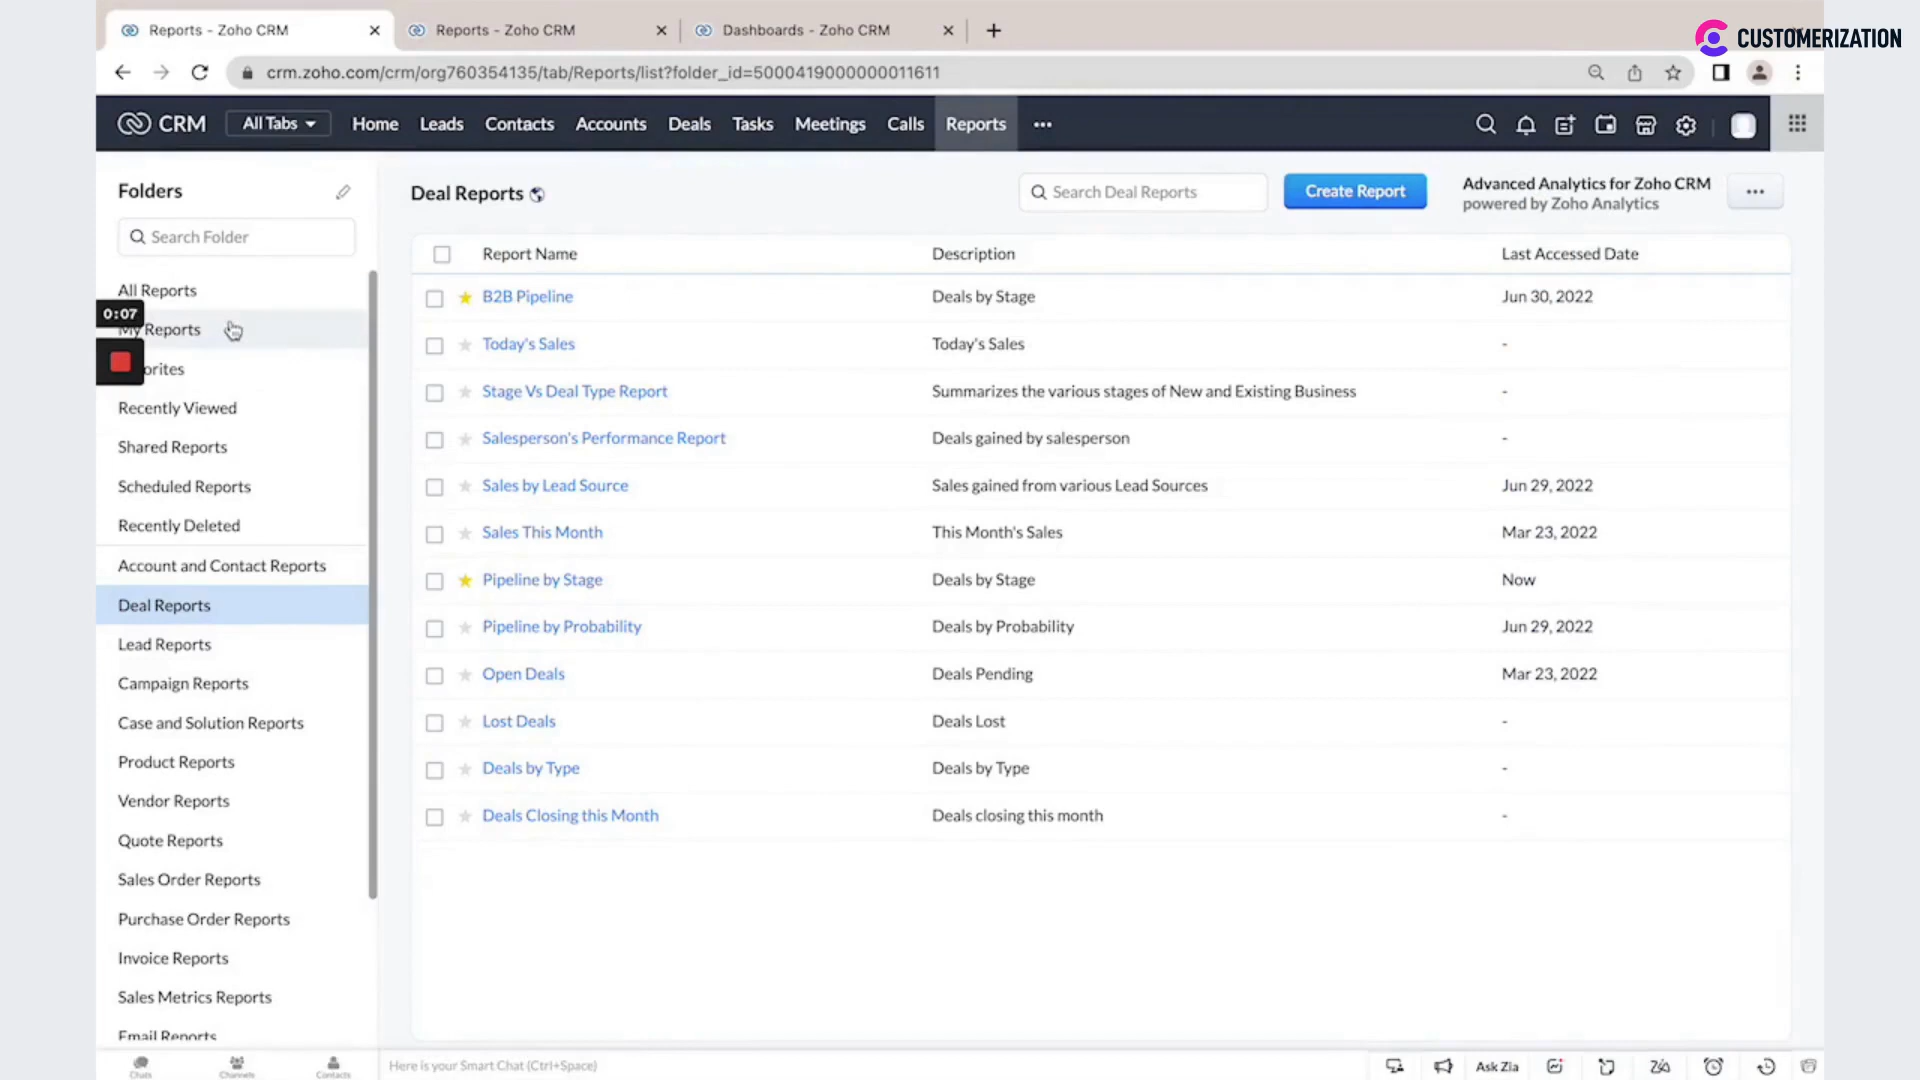 Reports - Zoho CRM
Reports - Zoho CRM
Dashboards - Zoho CRM
CUSTOMERIZATION
crm.zoho.com/crm/org760354135/tab/Reports/list?folder_id=5000419000000011611
CRM All Tabs Home Leads Contacts Accounts Deals Tasks Meetings Calls Reports
Folders
Search Folder
All Reports
0:07
My Reports
orites
Recently Viewed
Shared Reports
Scheduled Reports
Recently Deleted
Account and Contact Reports
Deal Reports
Lead Reports
Campaign Reports
Case and Solution Reports
Product Reports
Vendor Reports
Quote Reports
Sales Order Reports
Purchase Order Reports
Invoice Reports
Sales Metrics Reports
Email Reports
Deal Reports
Search Deal Reports
Create Report
Advanced Analytics for Zoho CRM
powered by Zoho Analytics
Report Name Description Last Accessed Date
B2B Pipeline Deals by Stage Jun 30, 2022
Today's Sales Today's Sales -
Stage Vs Deal Type Report Summarizes the various stages of New and Existing Business -
Salesperson's Performance Report Deals gained by salesperson -
Sales by Lead Source Sales gained from various Lead Sources Jun 29, 2022
Sales This Month This Month's Sales Mar 23, 2022
Pipeline by Stage Deals by Stage Now
Pipeline by Probability Deals by Probability Jun 29, 2022
Open Deals Deals Pending Mar 23, 2022
Lost Deals Deals Lost -
Deals by Type Deals by Type -
Deals Closing this Month Deals closing this month -
Chats Channels Contacts Here is your Smart Chat (Ctrl+Space) Ask Zia